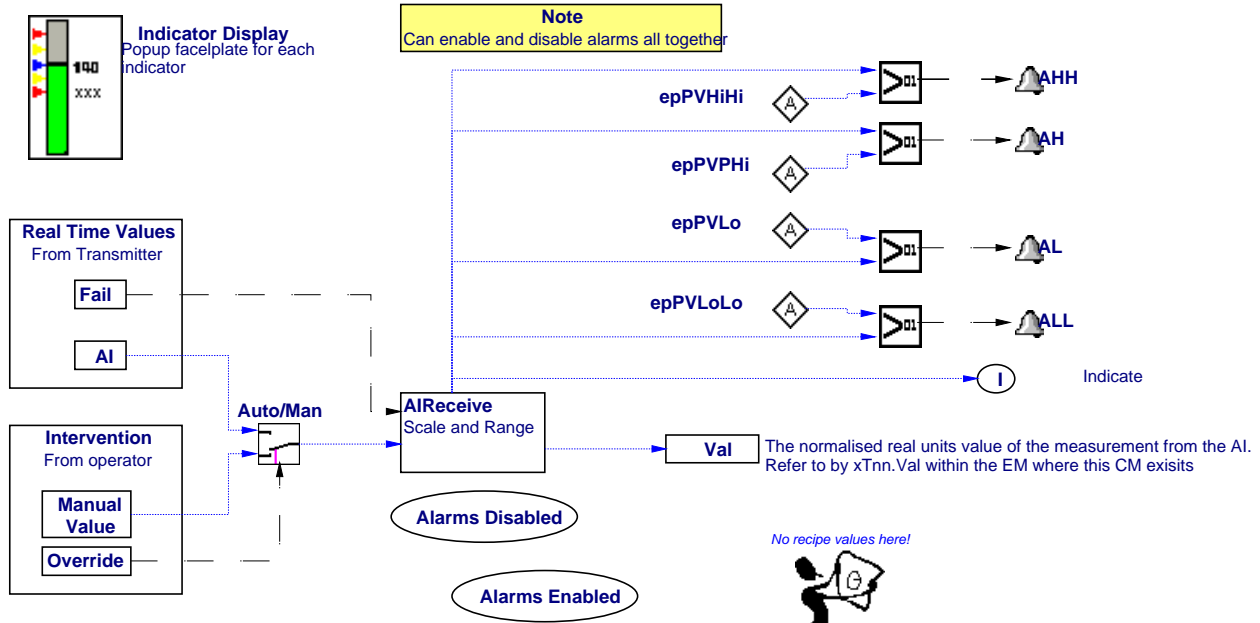 Indicator Display
Popup facelplate for each
indicator
140
xxx
Note
Can enable and disable alarms all together
epPVHiHi
A
01
AHH
epPVPHi
A
01
AH
epPVLo
A
01
AL
epPVLoLo
A
01
ALL
I
Indicate
Real Time Values
From Transmitter
Fail
AI
Intervention
From operator
Manual
Value
Override
Auto/Man
AIReceive
Scale and Range
Val
The normalised real units value of the measurement from the AI.
Refer to by xTnn.Val within the EM where this CM exisits
Alarms Disabled
Alarms Enabled
No recipe values here!